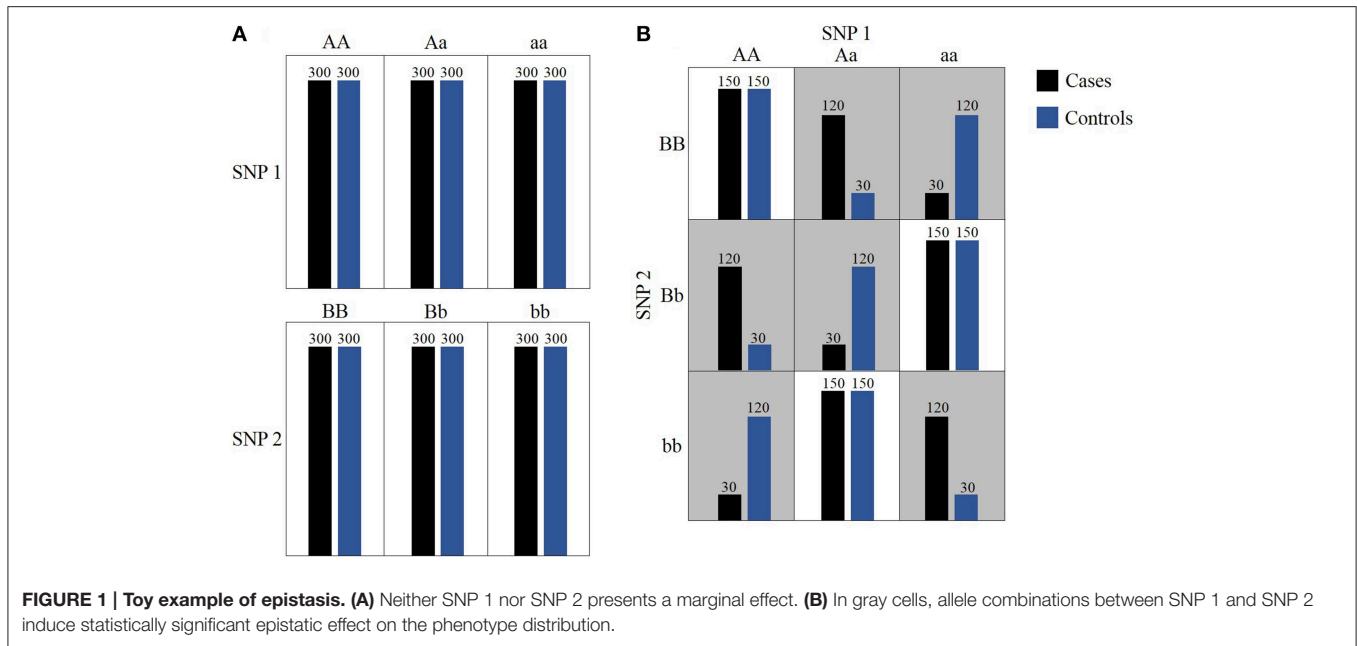 A
AA Aa aa
300 300 300 300 300 300
SNP 1
BB Bb bb
300 300 300 300 300 300
SNP 2
B
SNP 1
AA Aa aa
150 150 120 30 30 120
BB
120 30 30 120 150 150
Bb
SNP 2
30 120 150 150 120 30
bb
Cases
Controls
FIGURE 1 | Toy example of epistasis. (A) Neither SNP 1 nor SNP 2 presents a marginal effect. (B) In gray cells, allele combinations between SNP 1 and SNP 2
induce statistically significant epistatic effect on the phenotype distribution.